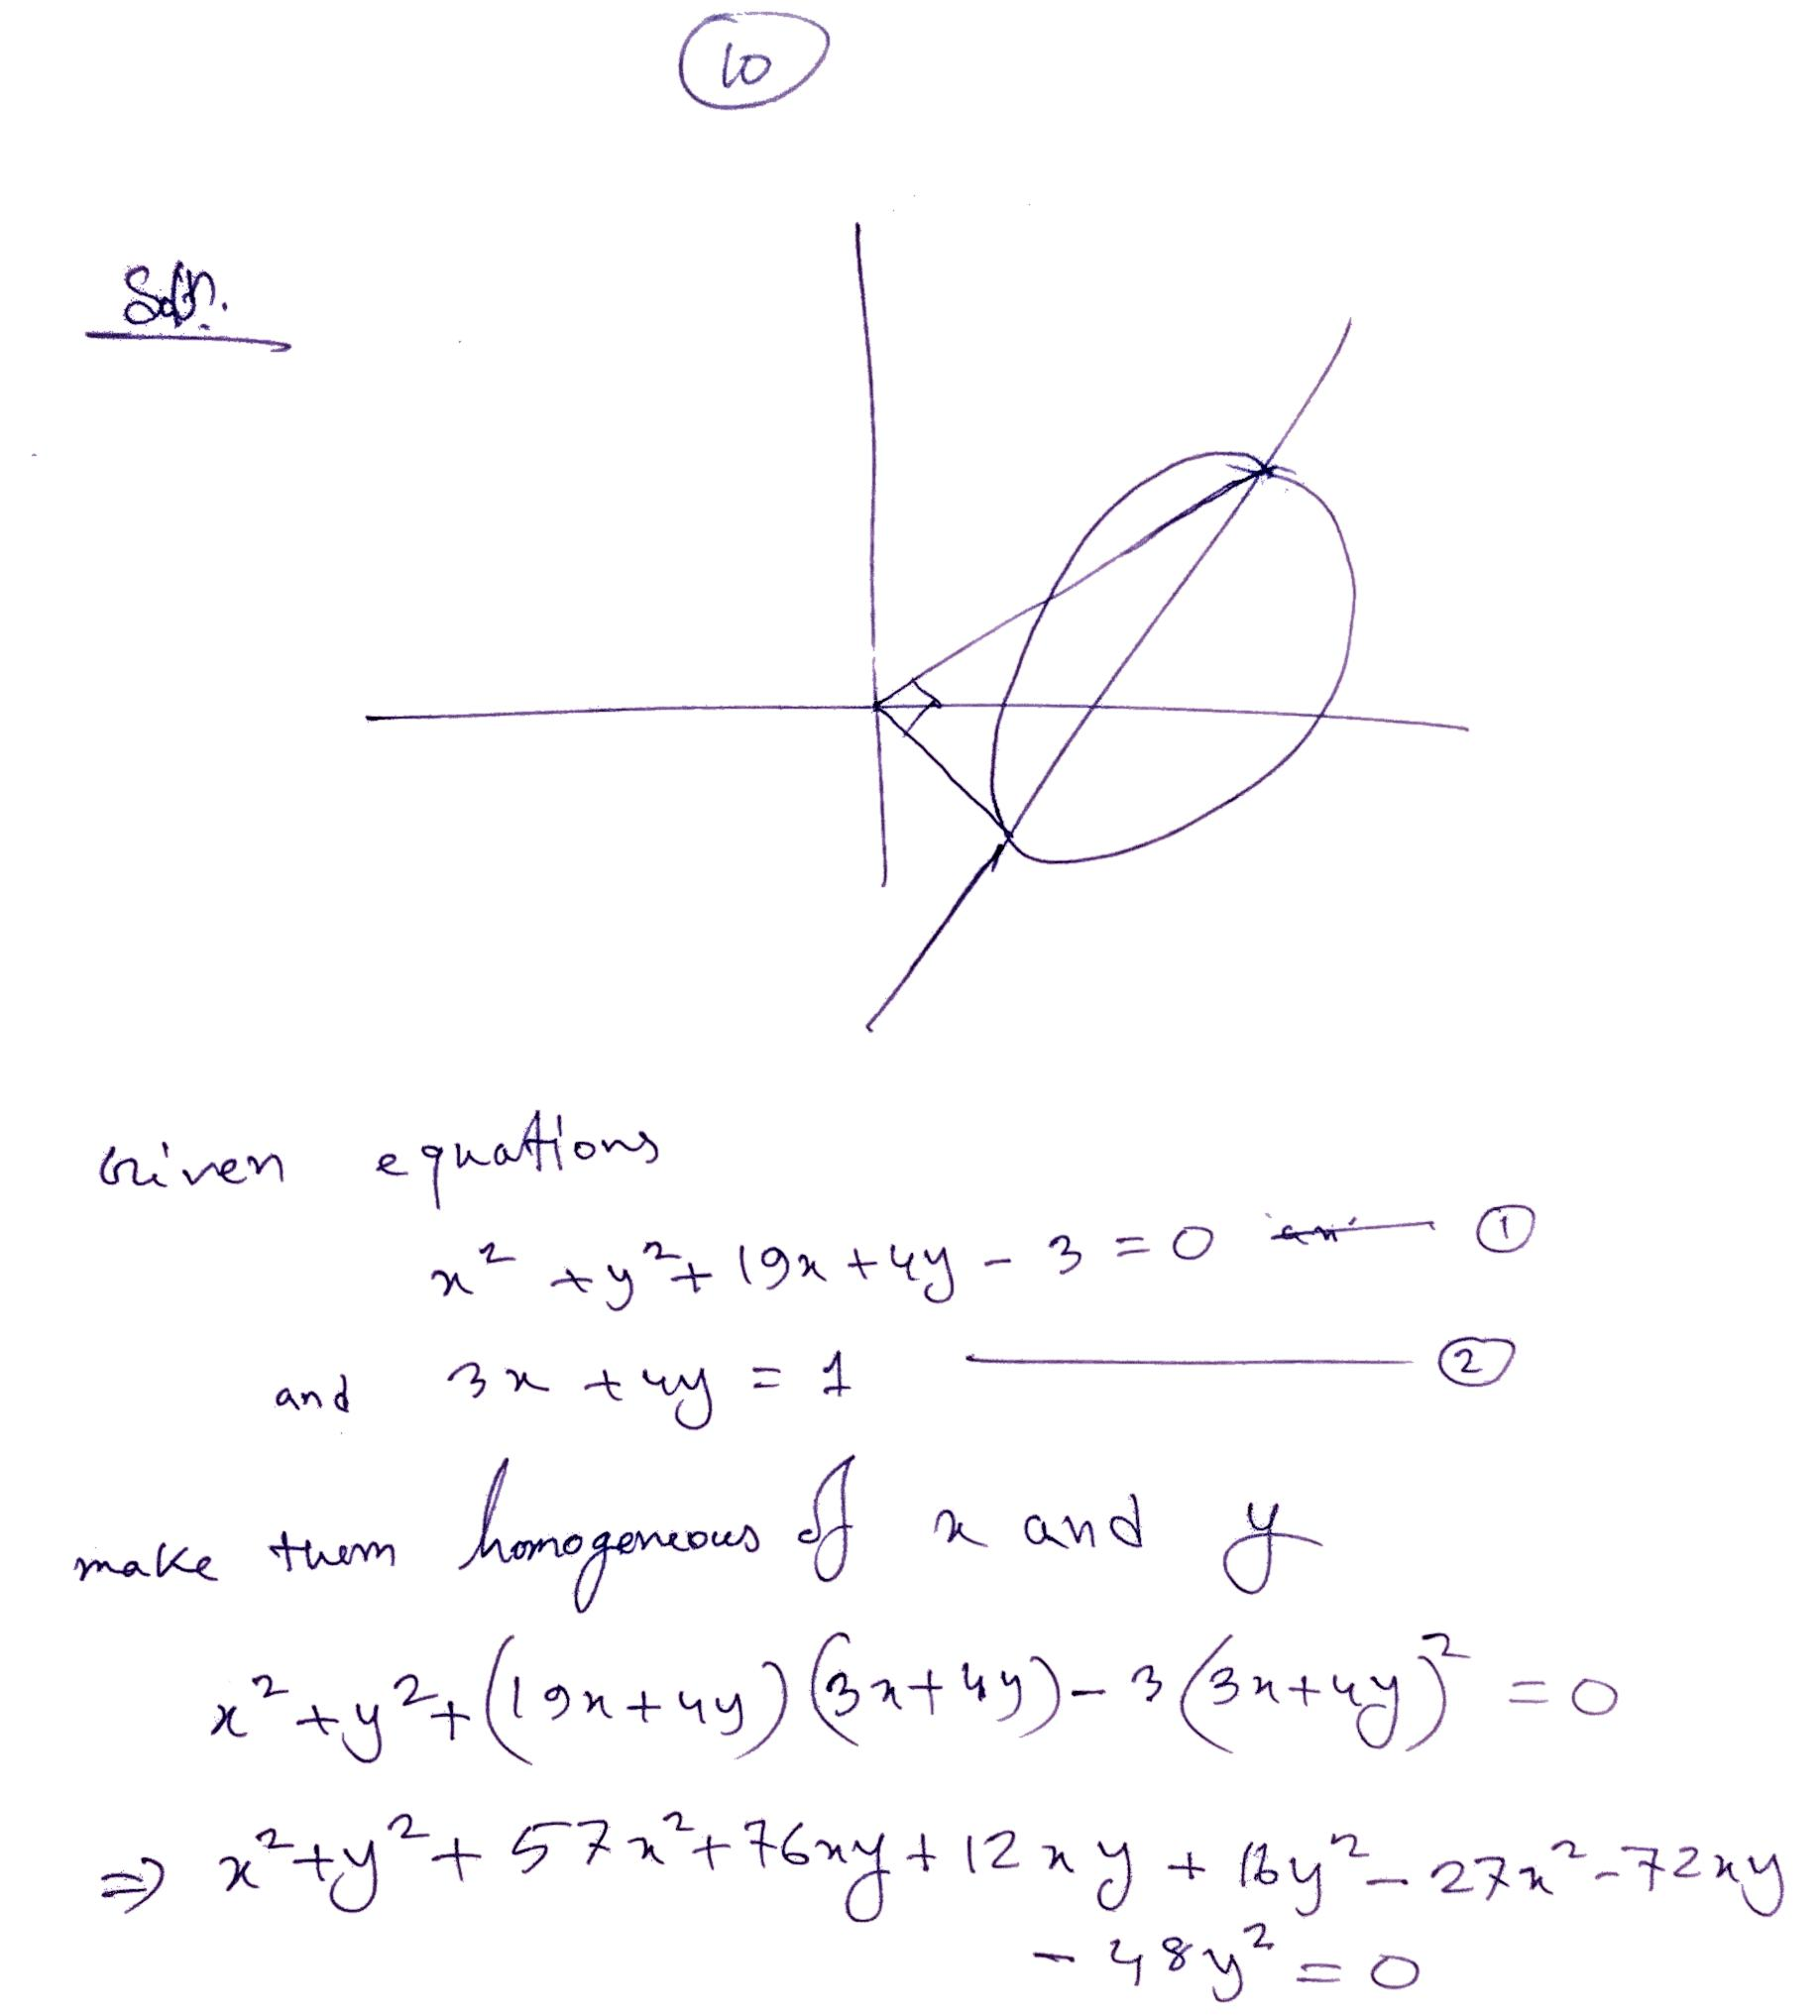 10
Soln.
Given equations
x² + y² + 19x + 4y - 3 = 0 ①
and 3x + 4y = 1 ②
make them homogeneous of x and y
x² + y² + (19x + 4y)(3x + 4y) - 3(3x + 4y)² = 0
⇒ x² + y² + 57x² + 76xy + 12xy + 16y² - 27x² - 72xy
- 48y² = 0